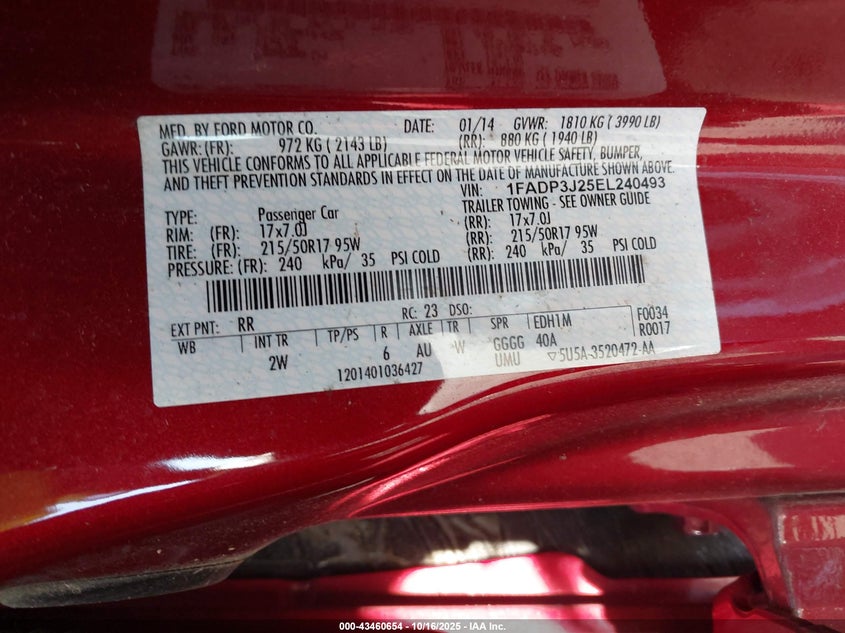 MFD. BY FORD MOTOR CO. DATE: 01/14 GVWR: 1810 KG ( 3990 LB)
GAWR: (FR): 972 KG ( 2143 LB) (RR): 880 KG ( 1940 LB)
THIS VEHICLE CONFORMS TO ALL APPLICABLE FEDERAL MOTOR VEHICLE SAFETY, BUMPER,
AND THEFT PREVENTION STANDARDS IN EFFECT ON THE DATE OF MANUFACTURE SHOWN ABOVE.
VIN: 1FADP3J25EL240493
TYPE: Passenger Car TRAILER TOWING - SEE OWNER GUIDE
RIM: (FR): 17x7.0J (RR): 17x7.0J
TIRE: (FR): 215/50R17 95W (RR): 215/50R17 95W
PRESSURE: (FR): 240 kPa/ 35 PSI COLD (RR): 240 kPa/ 35 PSI COLD
EXT PNT: RR RC: 23 DSO:
WB INT TR TP/PS R AXLE TR SPR EDH1M F0034
2W 6 AU W GGGG 40A R0017
1201401036427 UMU ▽5U5A-3520472-AA
000-43460654 | 10/16/2025 - IAA Inc.